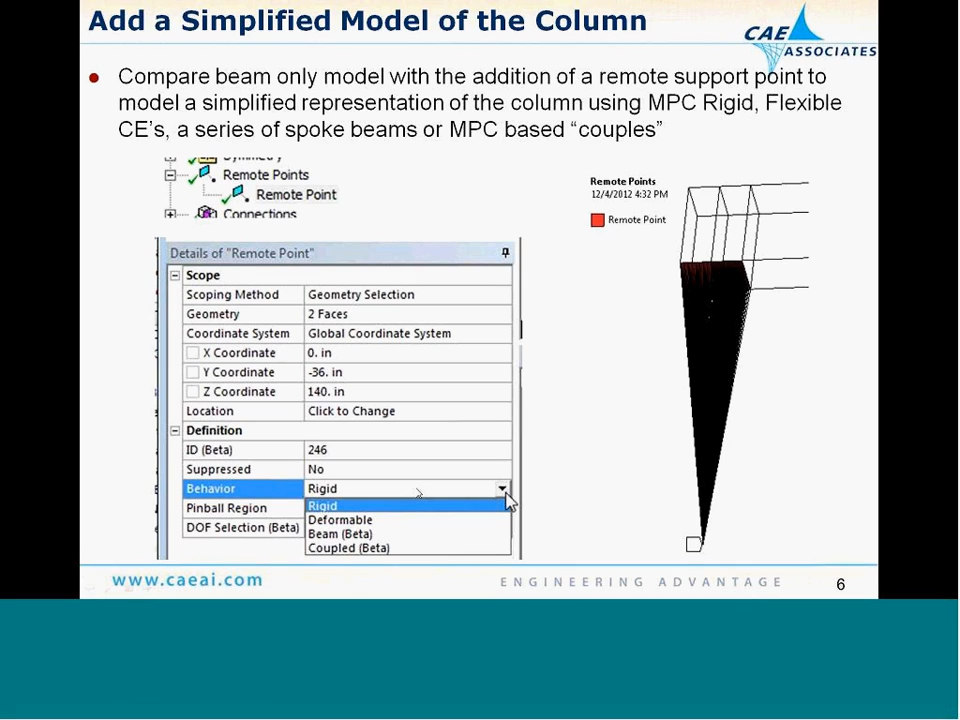 Add a Simplified Model of the Column
CAE
ASSOCIATES
● Compare beam only model with the addition of a remote support point to
model a simplified representation of the column using MPC Rigid, Flexible
CE's, a series of spoke beams or MPC based “couples”
Symmetry
Remote Points
Remote Point
Connections
Remote Points
12/4/2012 4:32 PM
Remote Point
Details of "Remote Point"
Scope
Scoping Method Geometry Selection
Geometry 2 Faces
Coordinate System Global Coordinate System
X Coordinate 0. in
Y Coordinate -36. in
Z Coordinate 140. in
Location Click to Change
Definition
ID (Beta) 246
Suppressed No
Behavior Rigid
Pinball Region Rigid
DOF Selection (Beta) Deformable
Beam (Beta)
Coupled (Beta)
www.caeai.com
ENGINEERING ADVANTAGE
6